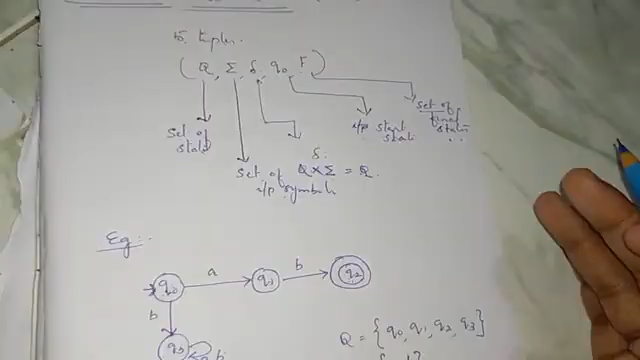 5 tuples.
( Q, Σ, δ, q0, F )
set of states
set of i/p symbols
δ:
Q × Σ = Q.
i/p start state
set of final states
Eg:-
q0
a
q1
b
q2
b
q3
a b
Q = { q0, q1, q2, q3 }